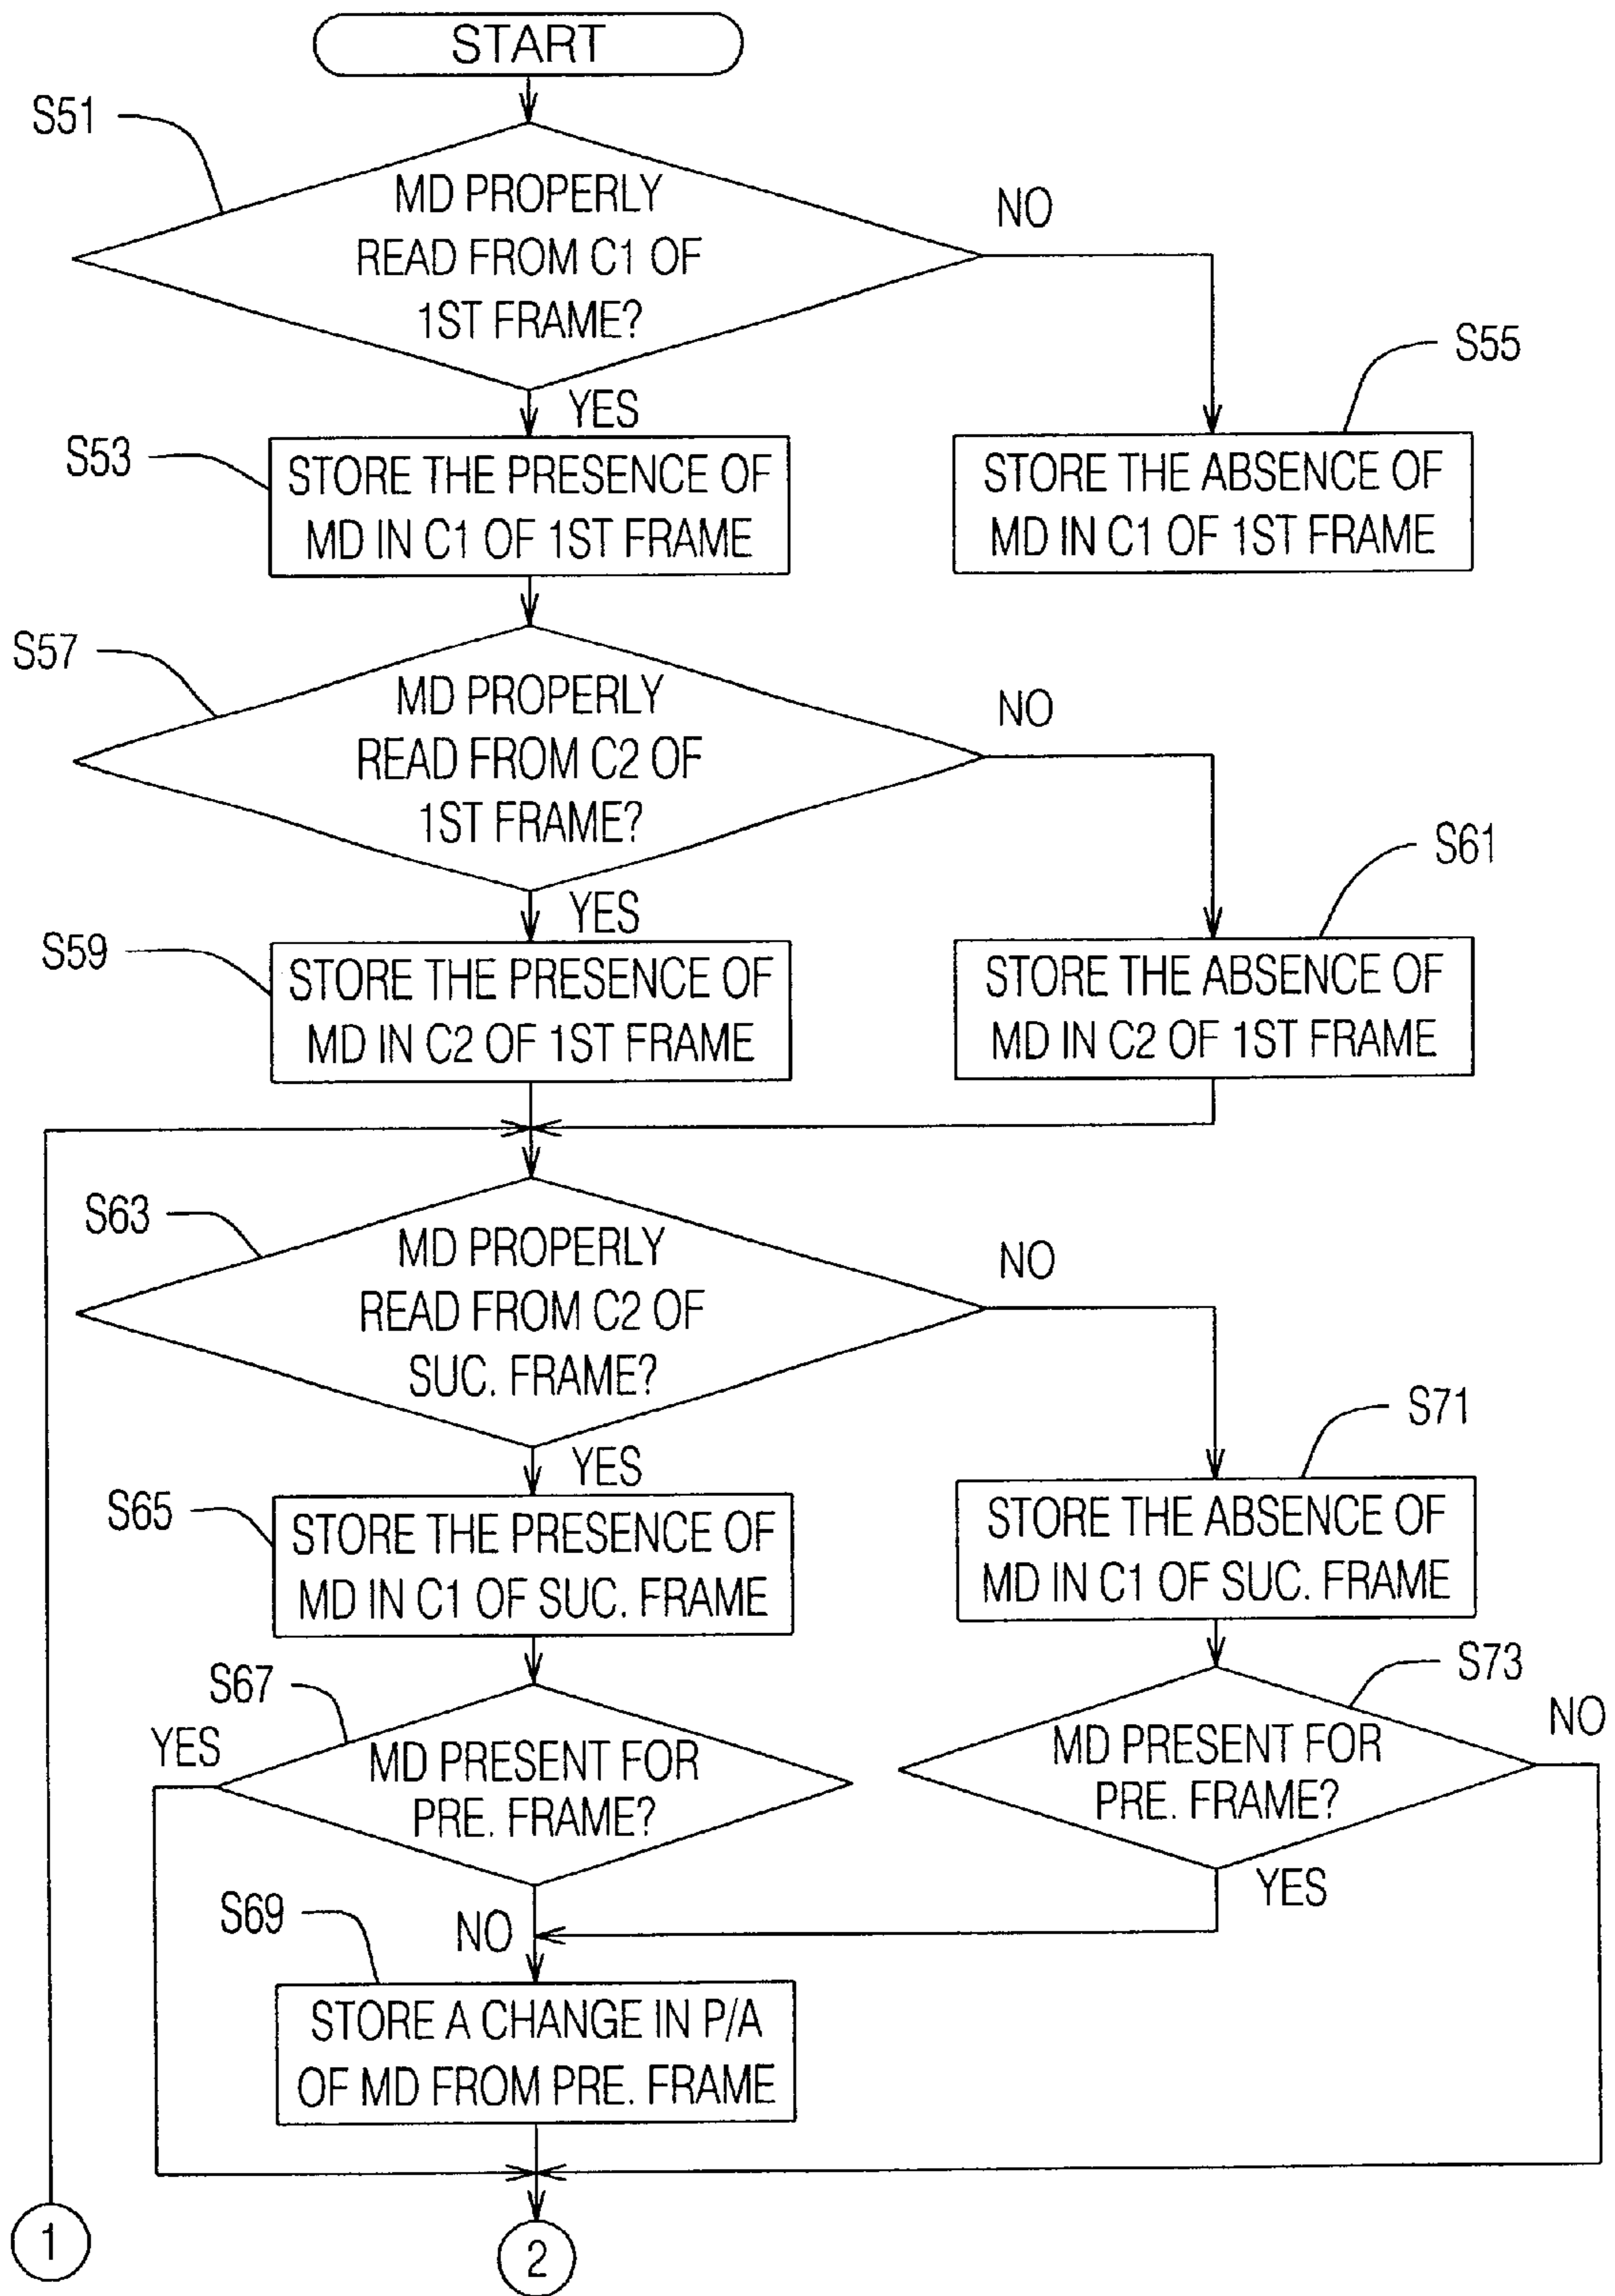 START
S51
MD PROPERLY
READ FROM C1 OF
1ST FRAME?
NO
YES
S53
STORE THE PRESENCE OF
MD IN C1 OF 1ST FRAME
S55
STORE THE ABSENCE OF
MD IN C1 OF 1ST FRAME
S57
MD PROPERLY
READ FROM C2 OF
1ST FRAME?
NO
YES
S59
STORE THE PRESENCE OF
MD IN C2 OF 1ST FRAME
S61
STORE THE ABSENCE OF
MD IN C2 OF 1ST FRAME
S63
MD PROPERLY
READ FROM C2 OF
SUC. FRAME?
NO
YES
S65
STORE THE PRESENCE OF
MD IN C1 OF SUC. FRAME
S71
STORE THE ABSENCE OF
MD IN C1 OF SUC. FRAME
S67
YES
MD PRESENT FOR
PRE. FRAME?
NO
S73
MD PRESENT FOR
PRE. FRAME?
NO
YES
S69
STORE A CHANGE IN P/A
OF MD FROM PRE. FRAME
1
2